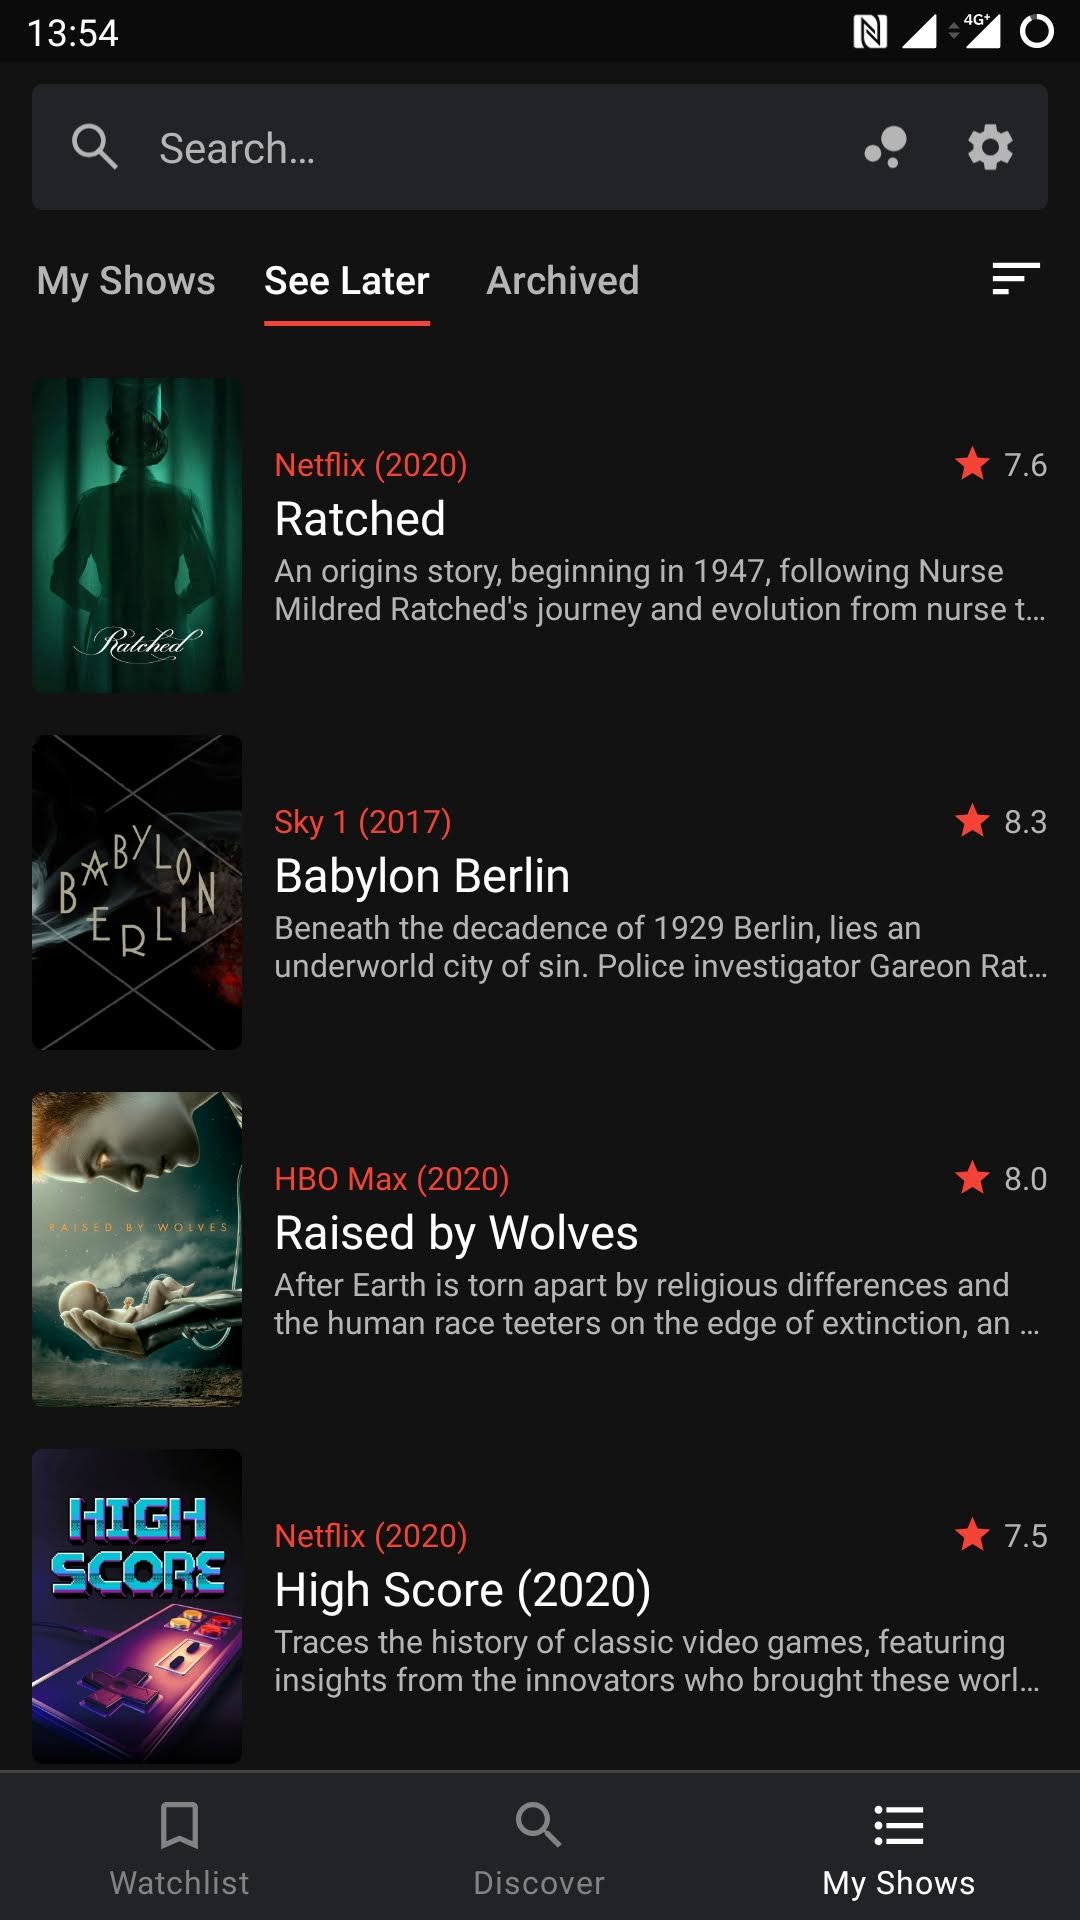 13:54
4G+
Search...
My Shows
See Later
Archived
Ratched
Netflix (2020)
7.6
Ratched
An origins story, beginning in 1947, following Nurse
Mildred Ratched's journey and evolution from nurse t...
BABYLON
BERLIN
Sky 1 (2017)
8.3
Babylon Berlin
Beneath the decadence of 1929 Berlin, lies an
underworld city of sin. Police investigator Gareon Rat...
RAISED BY WOLVES
HBO Max (2020)
8.0
Raised by Wolves
After Earth is torn apart by religious differences and
the human race teeters on the edge of extinction, an ...
HIGH
SCORE
Netflix (2020)
7.5
High Score (2020)
Traces the history of classic video games, featuring
insights from the innovators who brought these worl...
Watchlist
Discover
My Shows